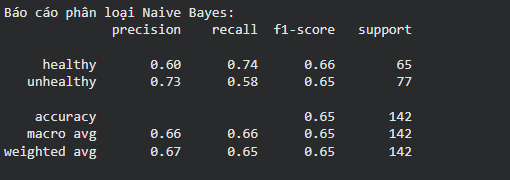 Báo cáo phân loại Naive Bayes:
precision recall f1-score support
healthy 0.60 0.74 0.66 65
unhealthy 0.73 0.58 0.65 77
accuracy 0.65 142
macro avg 0.66 0.66 0.65 142
weighted avg 0.67 0.65 0.65 142